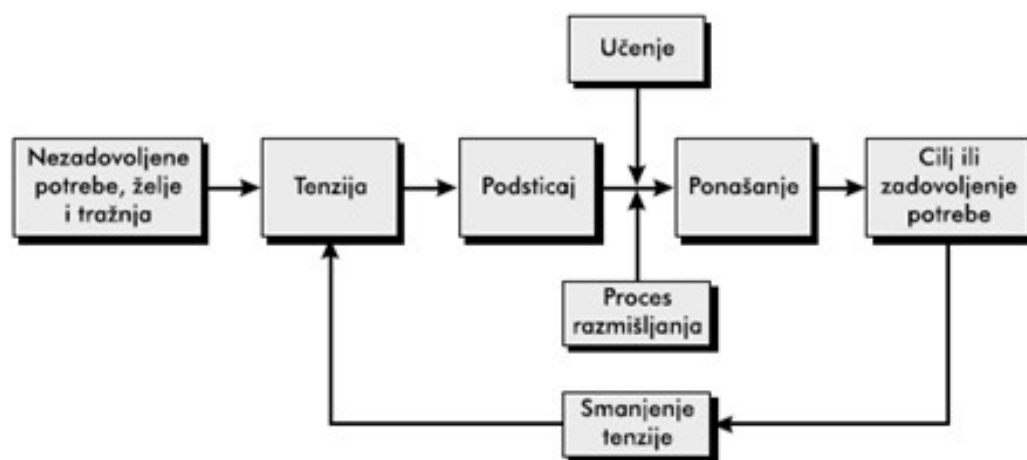 Učenje
Nezadovoljene
potrebe, želje
i tražnja
Tenzija
Podsticaj
Ponašanje
Cilj ili
zadovoljenje
potrebe
Proces
razmišljanja
Smanjenje
tenzije